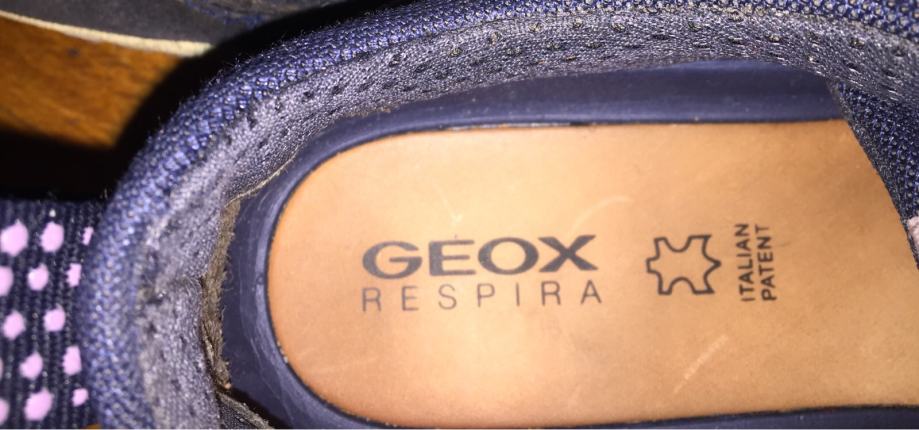 GEOX
RESPIRA
ITALIAN
PATENT